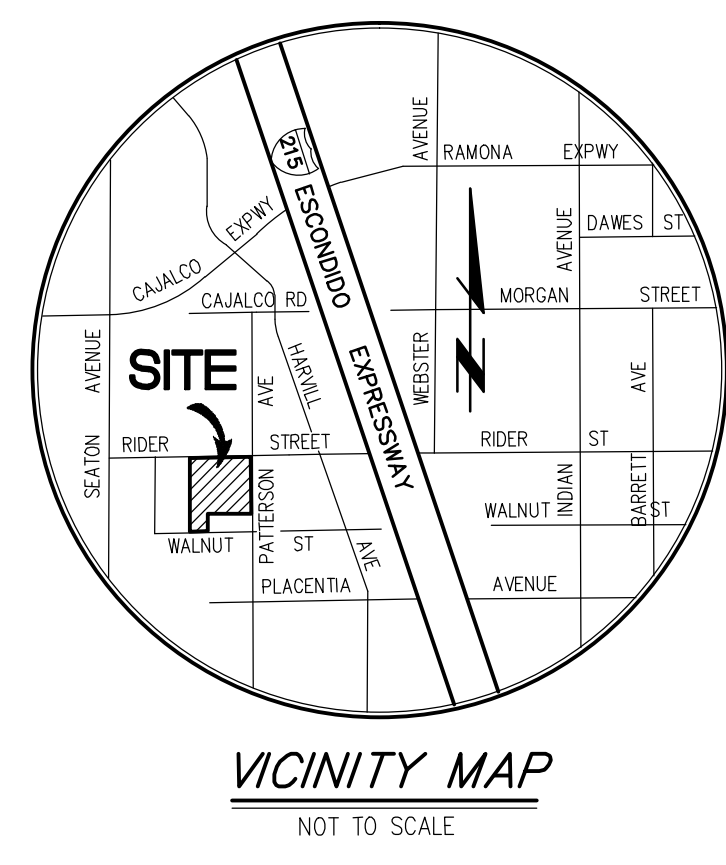 AVENUE
RAMONA EXPWY
215
ESCONDIDO
EXPRESSWAY
EXPWY
CAJALCO
CAJALCO RD
AVENUE
DAWES ST
MORGAN STREET
N
WEBSTER
AVENUE
SEATON
SITE
AVE
PATTERSON
HARVILL
AVE
RIDER STREET
RIDER ST
AVE
BARRETT
INDIAN
WALNUT ST
WALNUT ST
PLACENTIA AVENUE
VICINITY MAP
NOT TO SCALE